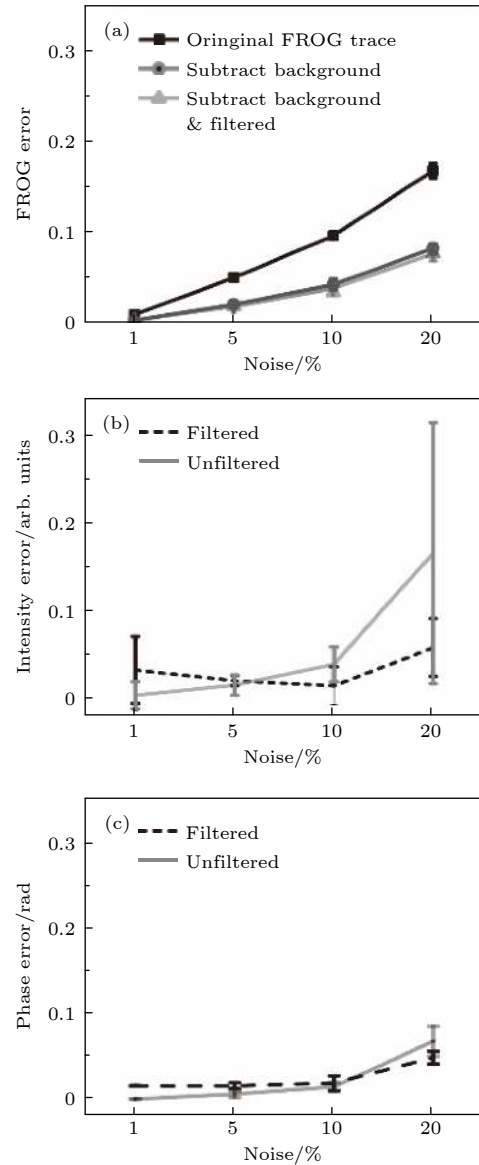 (a)
Oringinal FROG trace
Subtract background
Subtract background
& filtered
0.3
0.2
0.1
0
FROG error
1 5 10 20
Noise/%
(b)
Filtered
Unfiltered
0.3
0.2
0.1
0
Intensity error/arb. units
1 5 10 20
Noise/%
(c)
Filtered
Unfiltered
0.3
0.2
0.1
0
Phase error/rad
1 5 10 20
Noise/%